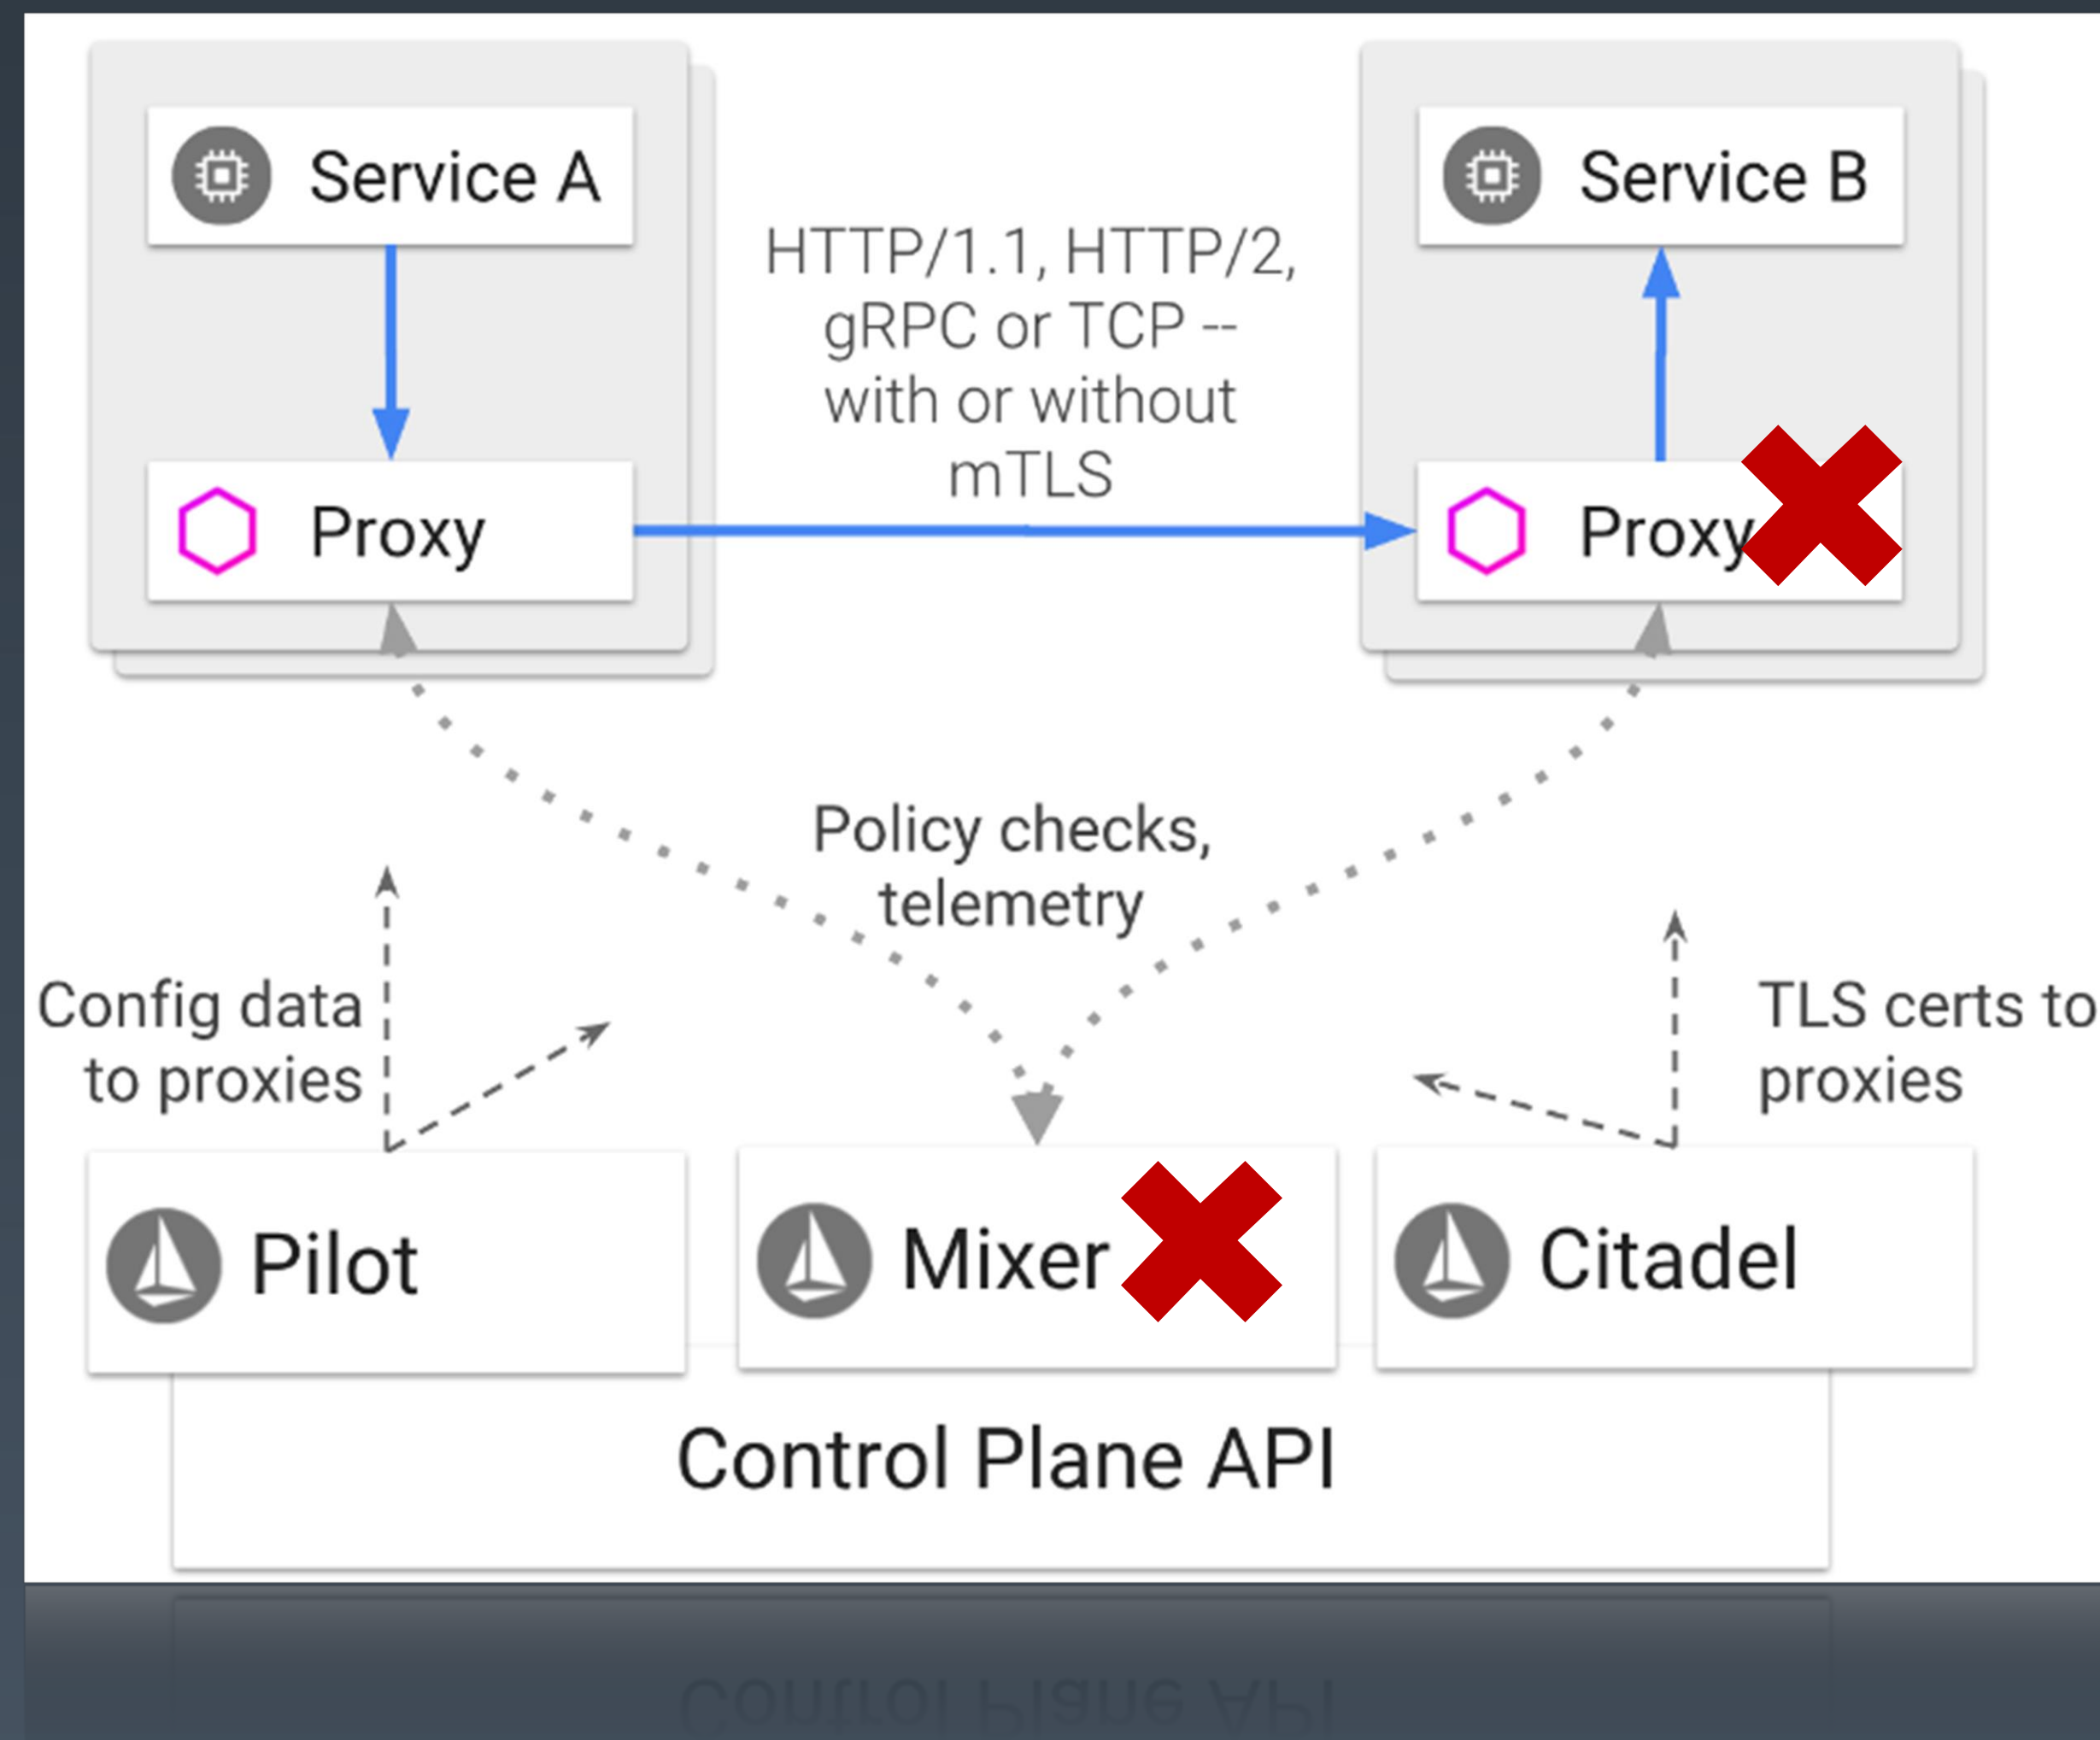 Service A
Service B
HTTP/1.1, HTTP/2,
gRPC or TCP --
with or without
mTLS
Proxy
Proxy
Policy checks,
telemetry
Config data
to proxies
TLS certs to
proxies
Pilot
Mixer
Citadel
Control Plane API